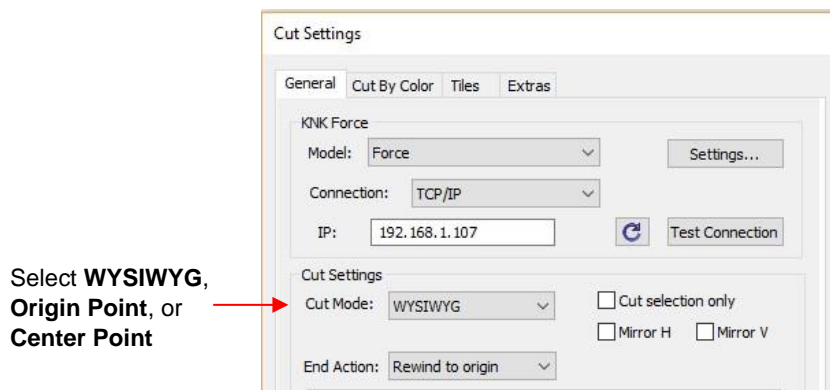 Cut Settings
General Cut By Color Tiles Extras
KNK Force
Model: Force Settings...
Connection: TCP/IP
IP: 192.168.1.107 Test Connection
Cut Settings
Cut Mode: WYSIWYG Cut selection only
Mirror H Mirror V
End Action: Rewind to origin
Select WYSIWYG,
Origin Point, or
Center Point